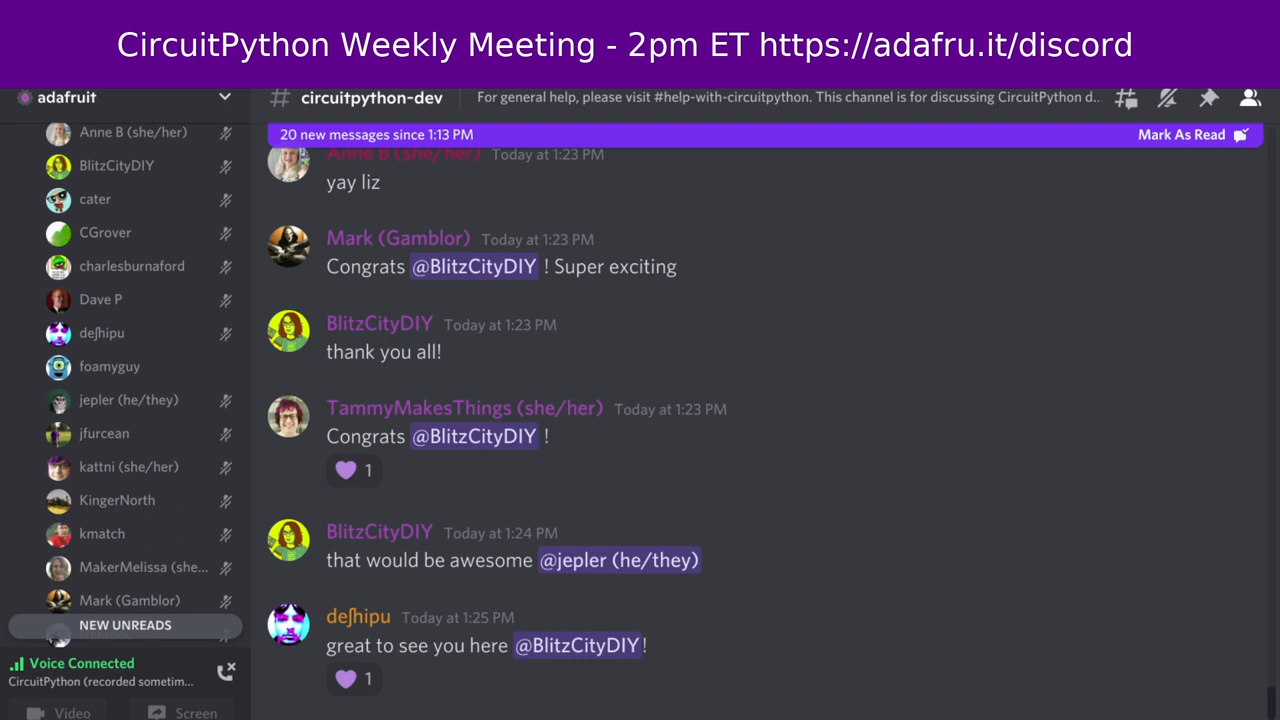 CircuitPython Weekly Meeting - 2pm ET https://adafru.it/discord
adafruit
# circuitpython-dev
For general help, please visit #help-with-circuitpython. This channel is for discussing CircuitPython d...
20 new messages since 1:13 PM
Mark As Read
Anne B (she/her)
BlitzCityDIY
cater
CGrover
charlesburnaford
Dave P
deſhipu
foamyguy
jepler (he/they)
jfurcean
kattni (she/her)
KingerNorth
kmatch
MakerMelissa (she...
Mark (Gamblor)
NEW UNREADS
Voice Connected
CircuitPython (recorded sometim...
Video
Screen
Anne B (she/her) Today at 1:23 PM
yay liz
Mark (Gamblor) Today at 1:23 PM
Congrats @BlitzCityDIY ! Super exciting
BlitzCityDIY Today at 1:23 PM
thank you all!
TammyMakesThings (she/her) Today at 1:23 PM
Congrats @BlitzCityDIY !
1
BlitzCityDIY Today at 1:24 PM
that would be awesome @jepler (he/they)
deſhipu Today at 1:25 PM
great to see you here @BlitzCityDIY!
1